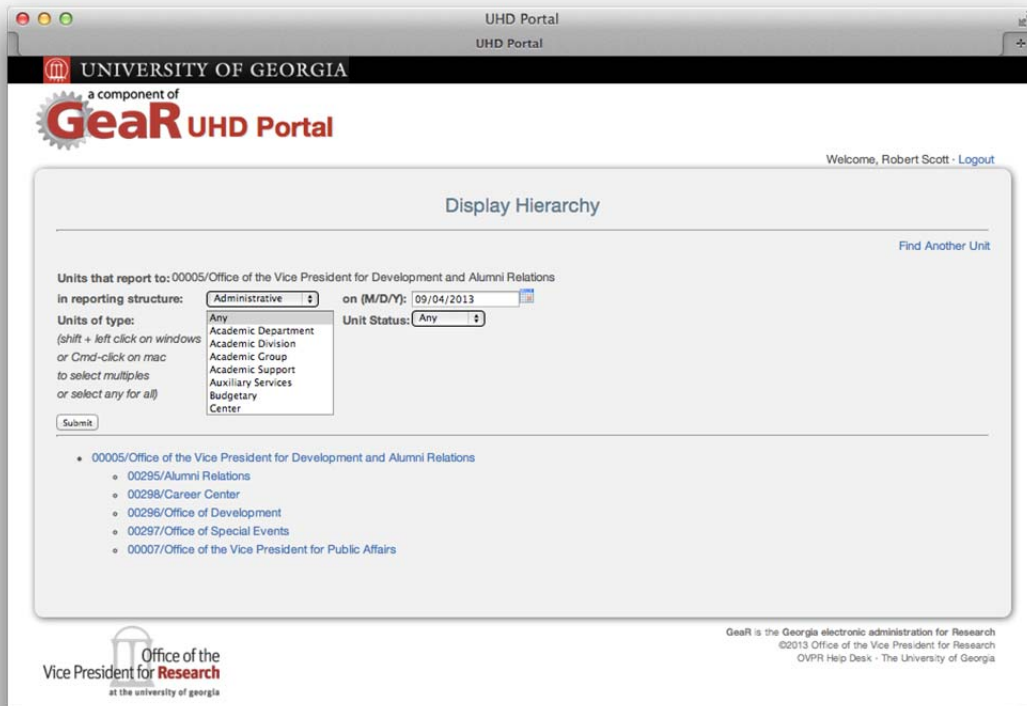 UHD Portal
UHD Portal
UNIVERSITY OF GEORGIA
a component of
GeaR UHD Portal
Welcome, Robert Scott - Logout
Display Hierarchy
Find Another Unit
Units that report to: 00005/Office of the Vice President for Development and Alumni Relations
in reporting structure: Administrative on (M/D/Y): 09/04/2013
Units of type: Any Unit Status: Any
(shift + left click on windows Academic Department
Academic Division
or Cmd-click on mac Academic Group
to select multiples Academic Support
Auxiliary Services
or select any for all) Budgetary
Center
Submit
00005/Office of the Vice President for Development and Alumni Relations
00295/Alumni Relations
00298/Career Center
00296/Office of Development
00297/Office of Special Events
00007/Office of the Vice President for Public Affairs
Office of the
Vice President for Research
at the university of georgia
GeaR is the Georgia electronic administration for Research
©2013 Office of the Vice President for Research
OVPR Help Desk - The University of Georgia